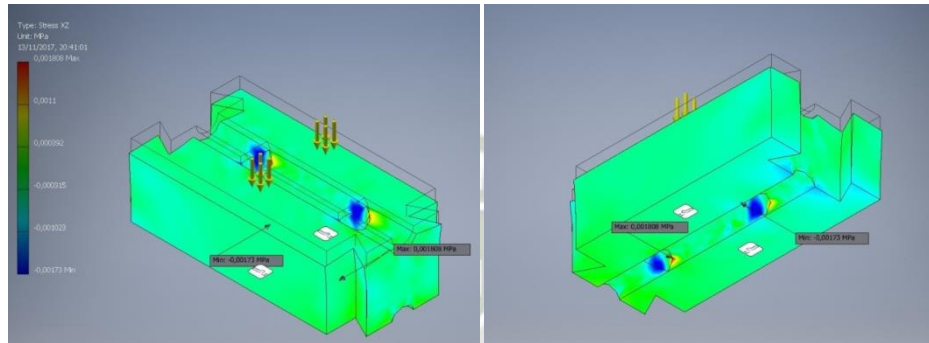 Type: Stress XZ
Unit: MPa
13/11/2017, 20:41:01
0,001808 Max
0,0011
0,000392
-0,000315
-0,001023
-0,00173 Min
Min: -0,00173 MPa
Max: 0,001808 MPa
Max: 0,001808 MPa
Min: -0,00173 MPa